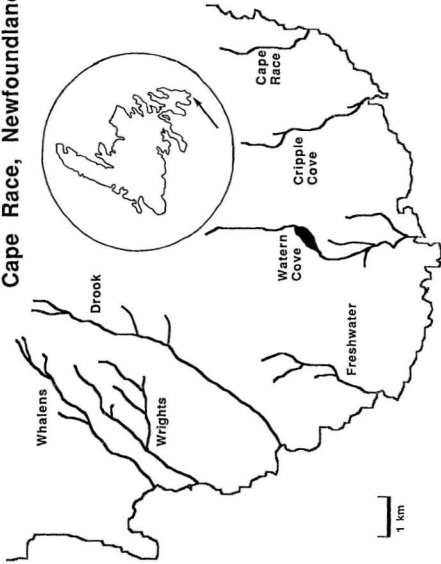 Cape Race, Newfoundland
Whalens
Drook
Wrights
Freshwater
Watern
Cove
Cripple
Cove
Cape
Race
1 km